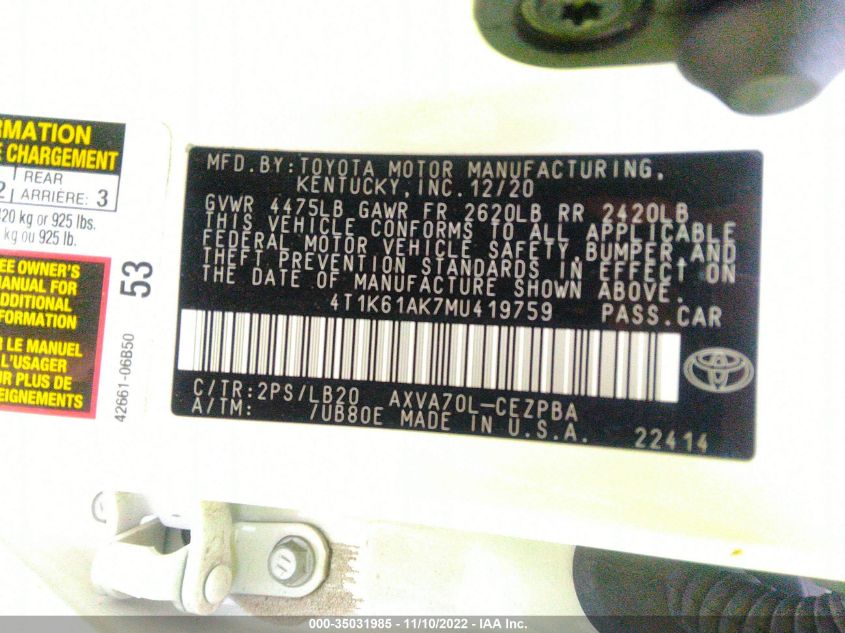 RMATION
E CHARGEMENT
2 REAR
ARRIÈRE: 3
420 kg or 925 lbs.
kg ou 925 lb.
EE OWNER'S
MANUAL FOR
ADDITIONAL
FORMATION
R LE MANUEL
L'USAGER
UR PLUS DE
EIGNEMENTS
53
42661-06B50
MFD.BY:TOYOTA MOTOR MANUFACTURING,
KENTUCKY,INC.12/20
GVWR 4475LB GAWR FR 2620LB RR 2420LB
THIS VEHICLE CONFORMS TO ALL APPLICABLE
FEDERAL MOTOR VEHICLE SAFETY,BUMPER,AND
THEFT PREVENTION STANDARDS IN EFFECT ON
THE DATE OF MANUFACTURE SHOWN ABOVE.
4T1K61AK7MU419759 PASS.CAR
C/TR:2PS/LB20 AXVA70L-CEZPBA
A/TM: /UB80E MADE IN U.S.A.
22414
000-35031985 - 11/10/2022 - IAA Inc.